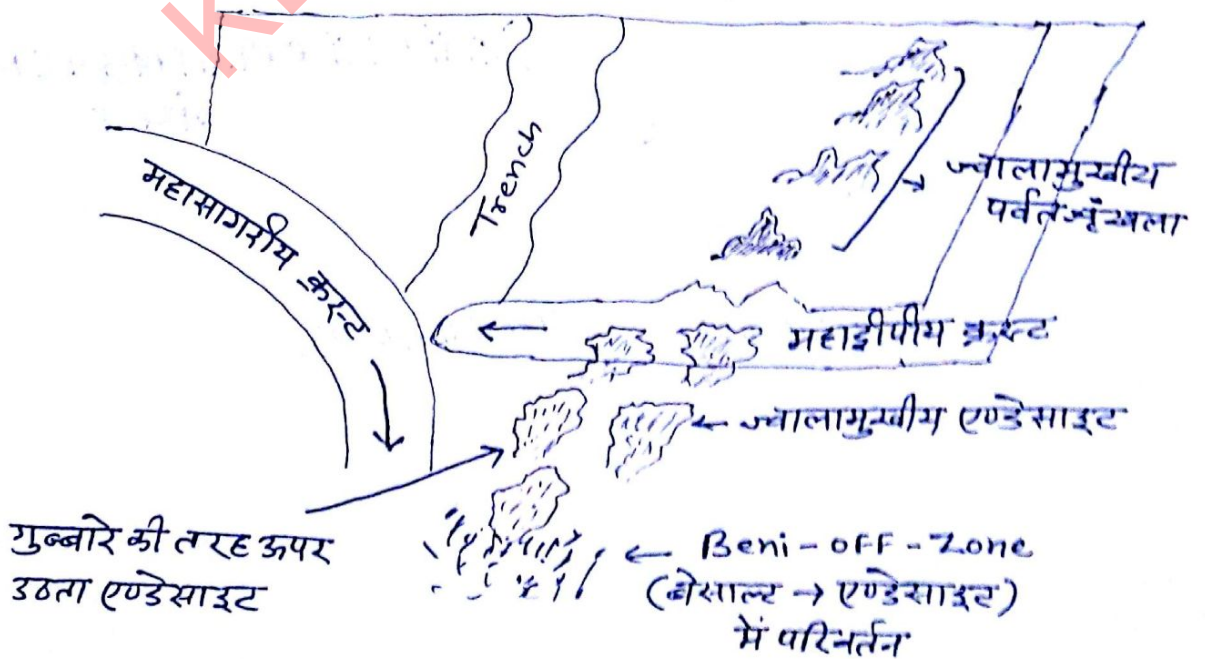 महासागरीय क्रस्ट
Trench
ज्वालामुखीय
पर्वत शृंखला
महाद्वीपीय क्रस्ट
ज्वालामुखीय एण्डेसाइट
गुब्बारे की तरह ऊपर
उठता एण्डेसाइट
Beni-off-Zone
(बेसाल्ट → एण्डेसाइट)
में परिवर्तन